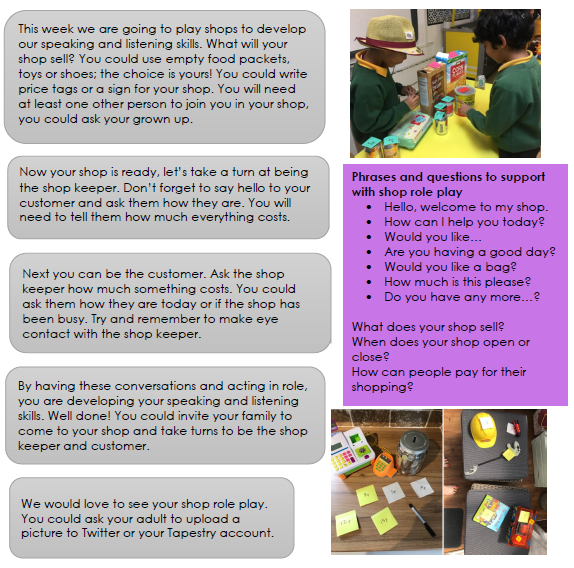 This week we are going to play shops to develop
our speaking and listening skills. What will your
shop sell? You could use empty food packets,
toys or shoes; the choice is yours! You could write
price tags or a sign for your shop. You will need
at least one other person to join you in your shop,
you could ask your grown up.
Now your shop is ready, let's take a turn at being
the shop keeper. Don't forget to say hello to your
customer and ask them how they are. You will
need to tell them how much everything costs.
Next you can be the customer. Ask the shop
keeper how much something costs. You could
ask them how they are today or if the shop has
been busy. Try and remember to make eye
contact with the shop keeper.
By having these conversations and acting in role,
you are developing your speaking and listening
skills. Well done! You could invite your family to
come to your shop and take turns to be the shop
keeper and customer.
We would love to see your shop role play.
You could ask your adult to upload a
picture to Twitter or your Tapestry account.
Phrases and questions to support
with shop role play
• Hello, welcome to my shop.
• How can I help you today?
• Would you like…
• Are you having a good day?
• Would you like a bag?
• How much is this please?
• Do you have any more…?
What does your shop sell?
When does your shop open or
close?
How can people pay for their
shopping?